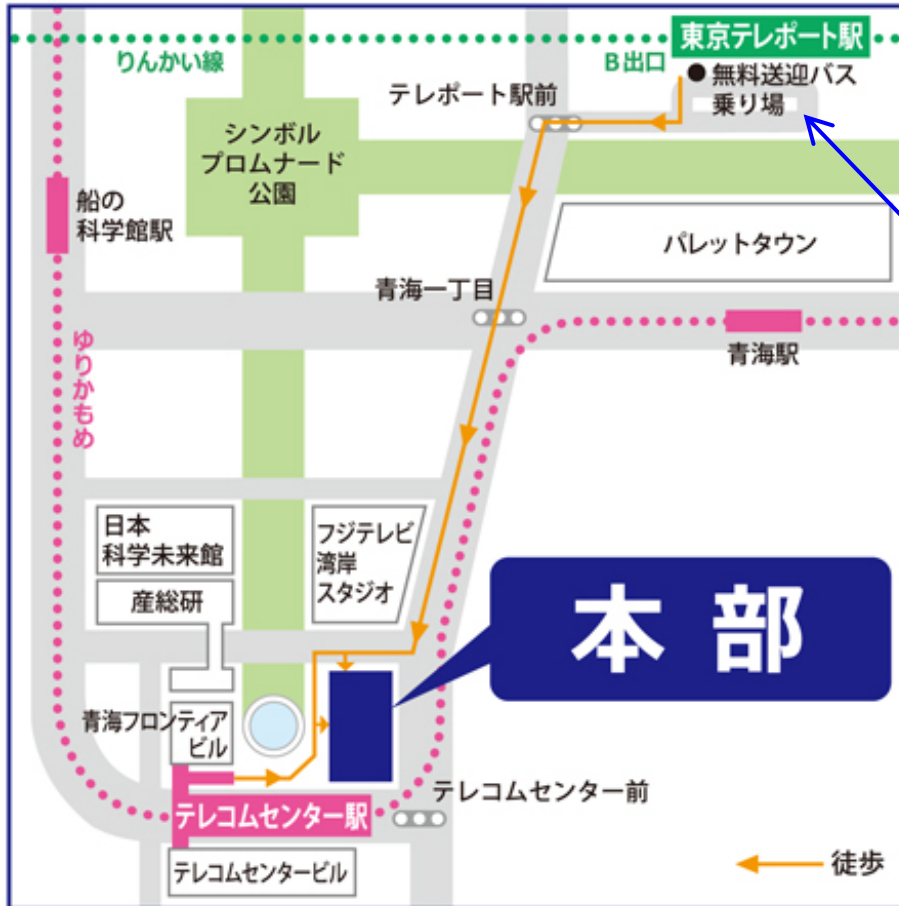 東京テレポート駅
りんかい線
B出口
無料送迎バス
乗り場
テレポート駅前
シンボル
プロムナード
公園
船の
科学館駅
パレットタウン
青海一丁目
青海駅
ゆりかもめ
日本
科学未来館
フジテレビ
湾岸
スタジオ
産総研
本部
青海フロンティア
ビル
テレコムセンター前
テレコムセンター駅
テレコムセンタービル
徒歩